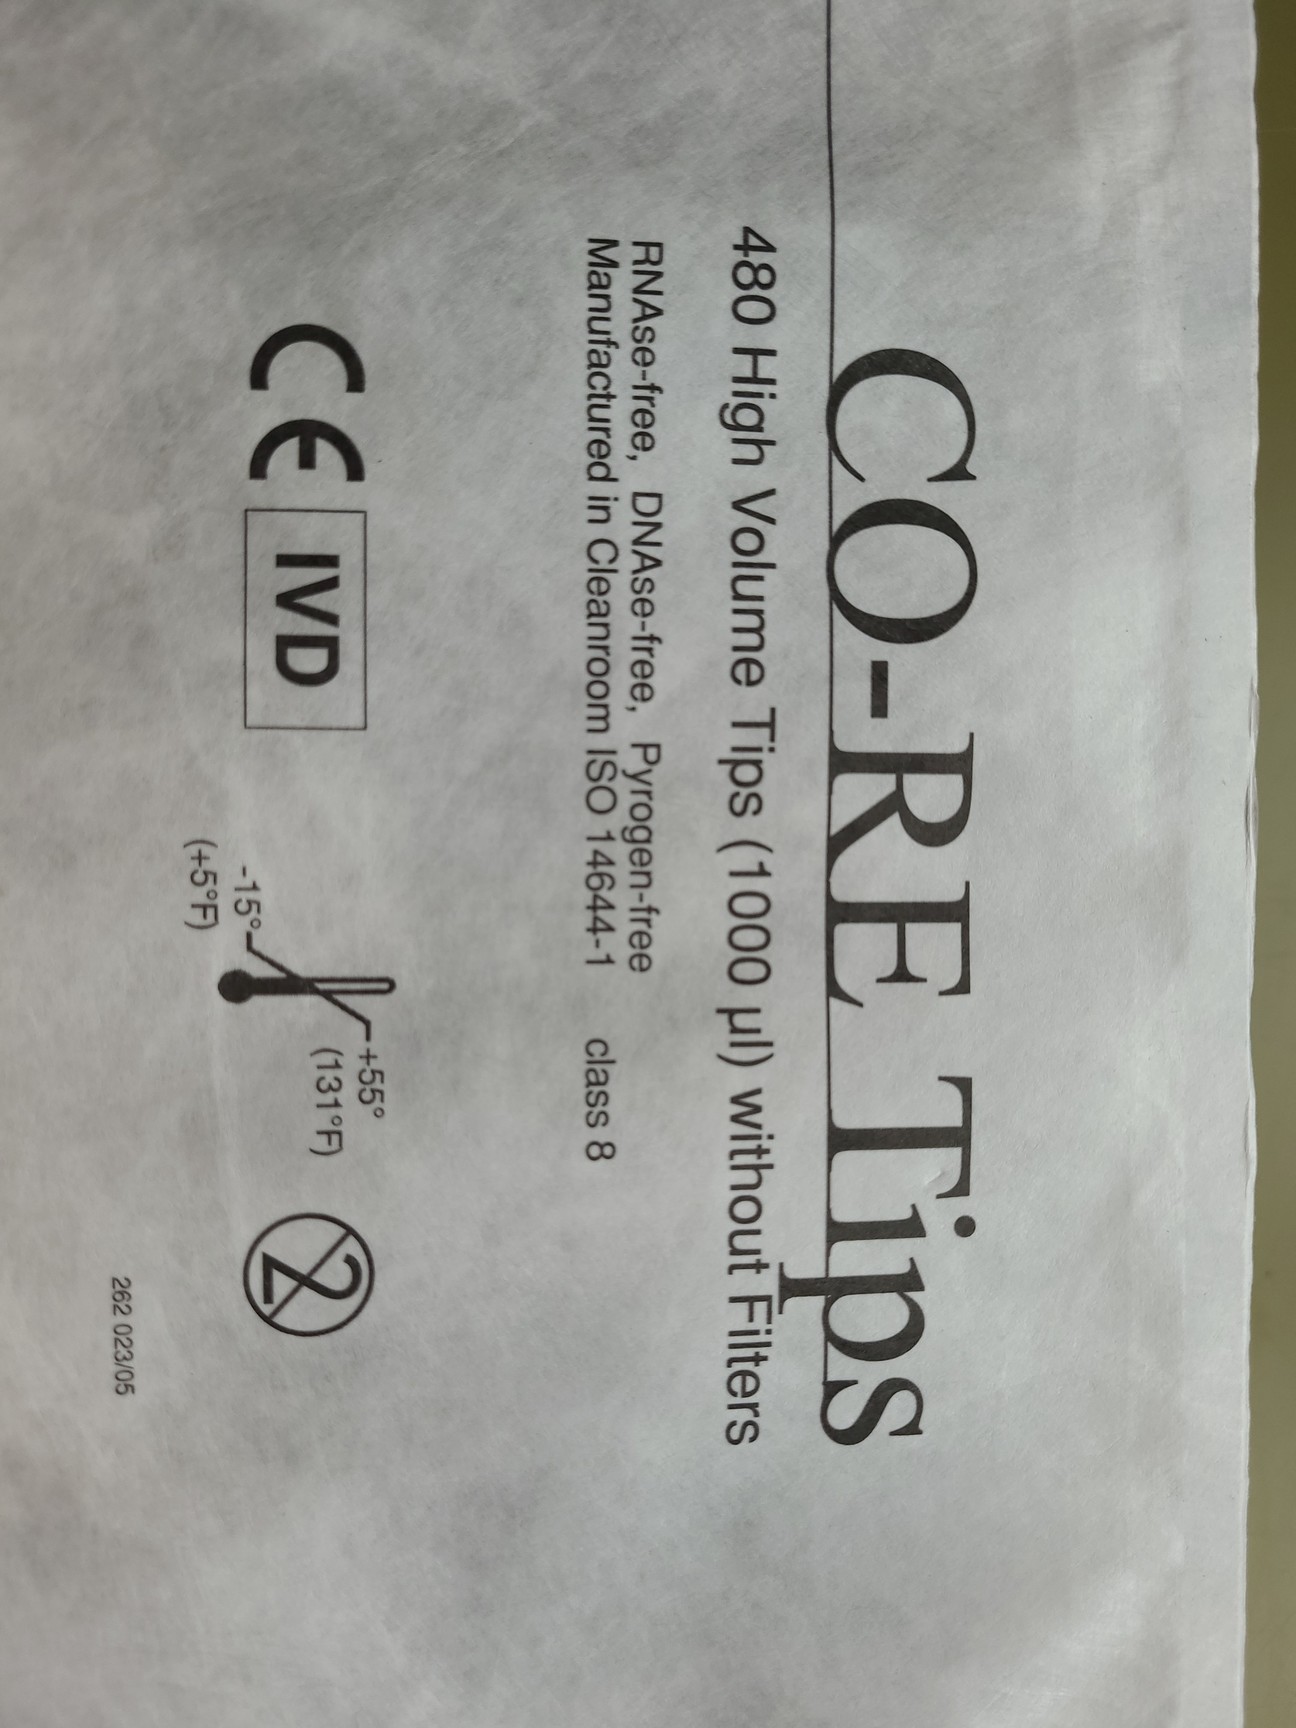 CO-RE Tips
480 High Volume Tips (1000 µl) without Filters
RNAse-free, DNAse-free, Pyrogen-free
Manufactured in Cleanroom ISO 14644-1 class 8
CE IVD
-15°
(+5°F)
+55°
(131°F)
2
262 023/05